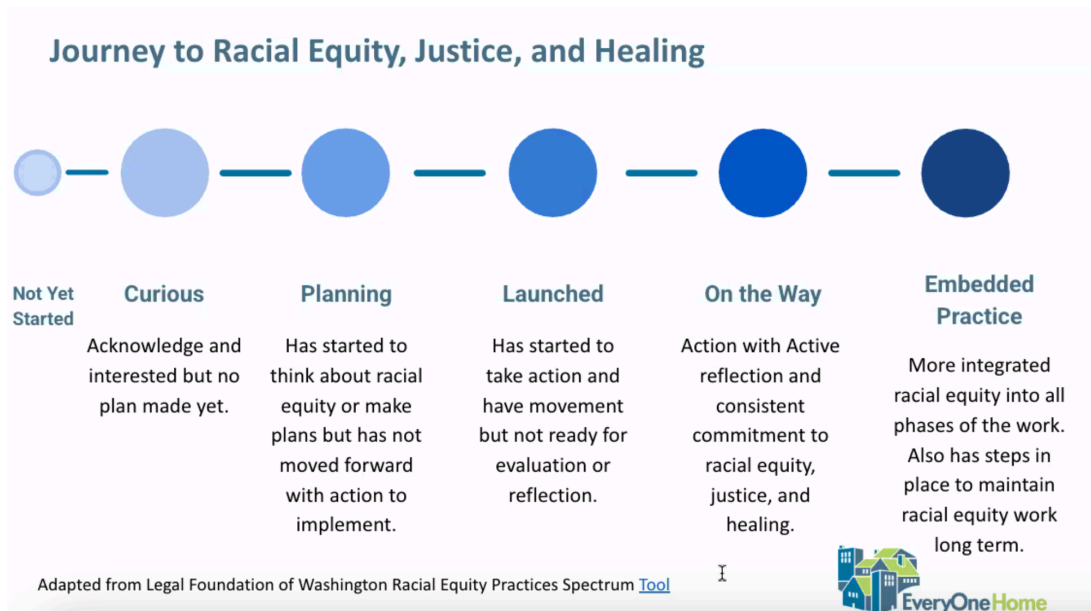 Journey to Racial Equity, Justice, and Healing
Not Yet
Started
Curious
Acknowledge and
interested but no
plan made yet.
Planning
Has started to
think about racial
equity or make
plans but has not
moved forward
with action to
implement.
Launched
Has started to
take action and
have movement
but not ready for
evaluation or
reflection.
On the Way
Action with Active
reflection and
consistent
commitment to
racial equity,
justice, and
healing.
Embedded
Practice
More integrated
racial equity into all
phases of the work.
Also has steps in
place to maintain
racial equity work
long term.
Adapted from Legal Foundation of Washington Racial Equity Practices Spectrum Tool
EveryOneHome